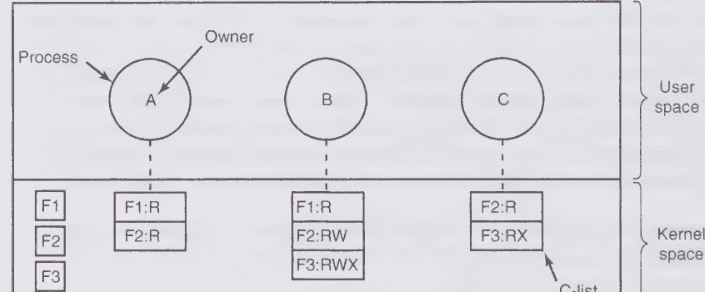 Owner
Process
A
B
C
User
space
F1
F1:R
F1:R
F2:R
F2
F2:R
F2:RW
F3:RX
Kernel
space
F3
F3:RWX
C-list